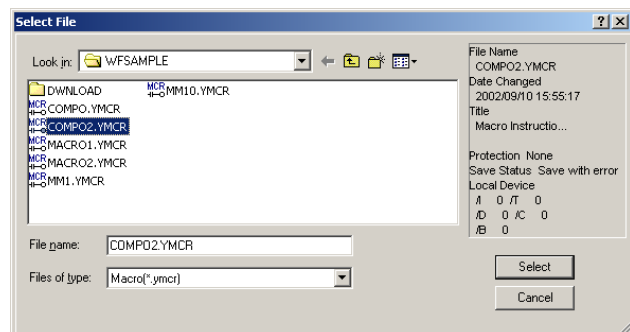 Select File
Look in: WFSAMPLE
DWNLOAD
MCR COMPO.YMCR
MCR COMPO2.YMCR
MCR MACRO1.YMCR
MCR MACRO2.YMCR
MCR MM1.YMCR
MCR MM10.YMCR
File name: COMPO2.YMCR
Files of type: Macro(*.ymcr)
File Name
COMPO2.YMCR
Date Changed
2002/09/10 15:55:17
Title
Macro Instructio...
Protection None
Save Status Save with error
Local Device
/I 0 /T 0
/D 0 /C 0
/B 0
Select
Cancel